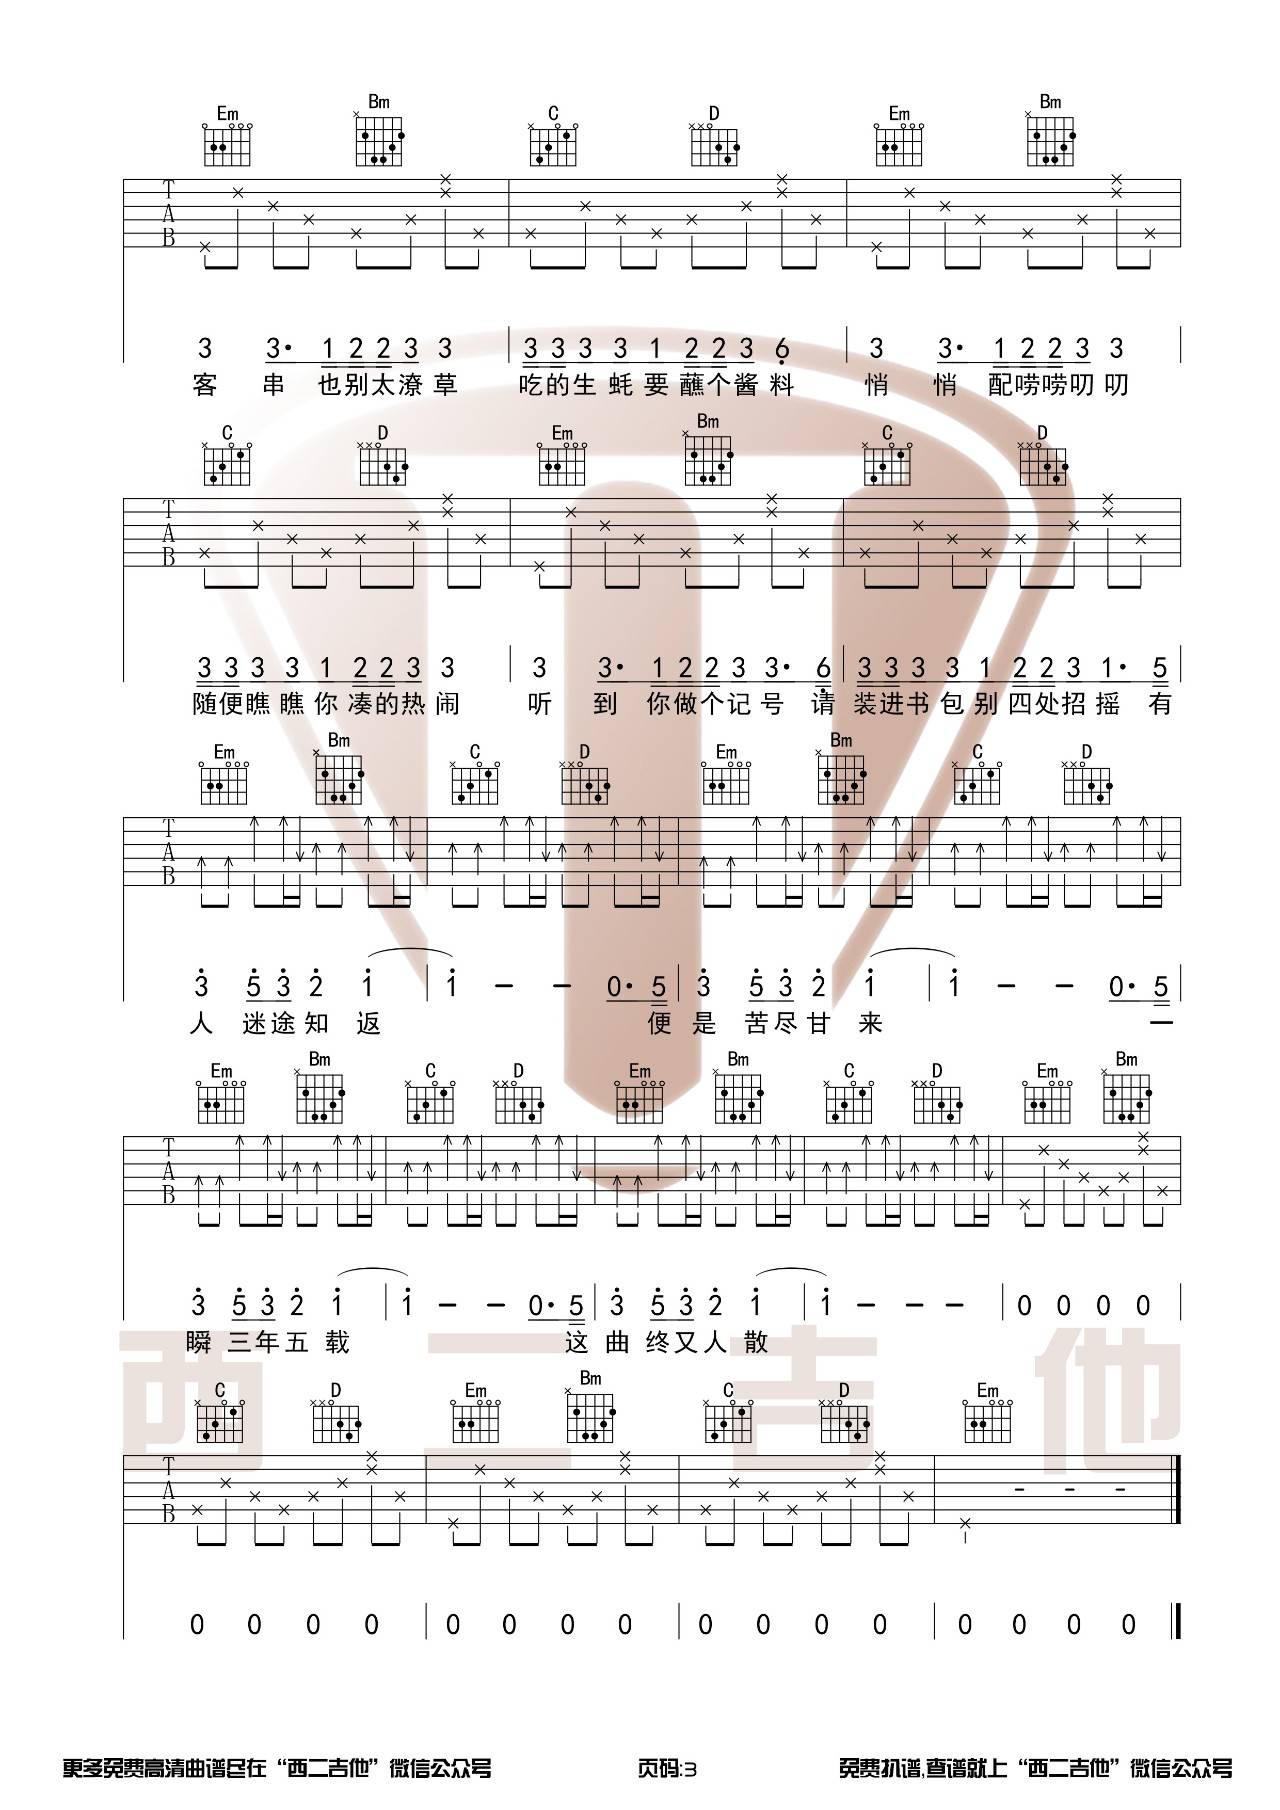 Em Bm C D Em Bm
T
A
B
3 3· 1 2 2 3 3 3 3 3 3 1 2 2 3 6 3 3· 1 2 2 3 3
客 串 也别太潦草 吃的生蚝要蘸个酱料 悄 悄 配唠唠叨叨
C D Em Bm C D
T
A
B
3 3 3 3 1 2 2 3 3 3 3· 1 2 2 3 3· 6 3 3 3 3 1 2 2 3 1· 5
随便瞧瞧你凑的热闹 听 到 你做个记号 请 装进书包别四处招摇 有
Em Bm C D Em Bm C D
T
A
B
3 5 3 2 1 1 – – 0· 5 3 5 3 2 1 1 – – 0· 5
人 迷途知 返 便 是 苦尽甘 来 一
Em Bm C D Em Bm C D Em Bm
T
A
B
3 5 3 2 1 1 – – 0· 5 3 5 3 2 1 1 – – – 0 0 0 0
瞬 三年五 载 这 曲 终又人 散
西二吉他
C D Em Bm C D Em
T
A
B
0 0 0 0 0 0 0 0 0 0 0 0 0 0 0 0
更多免费高清曲谱尽在“西二吉他”微信公众号 页码:3 免费扒谱,查谱就上“西二吉他”微信公众号